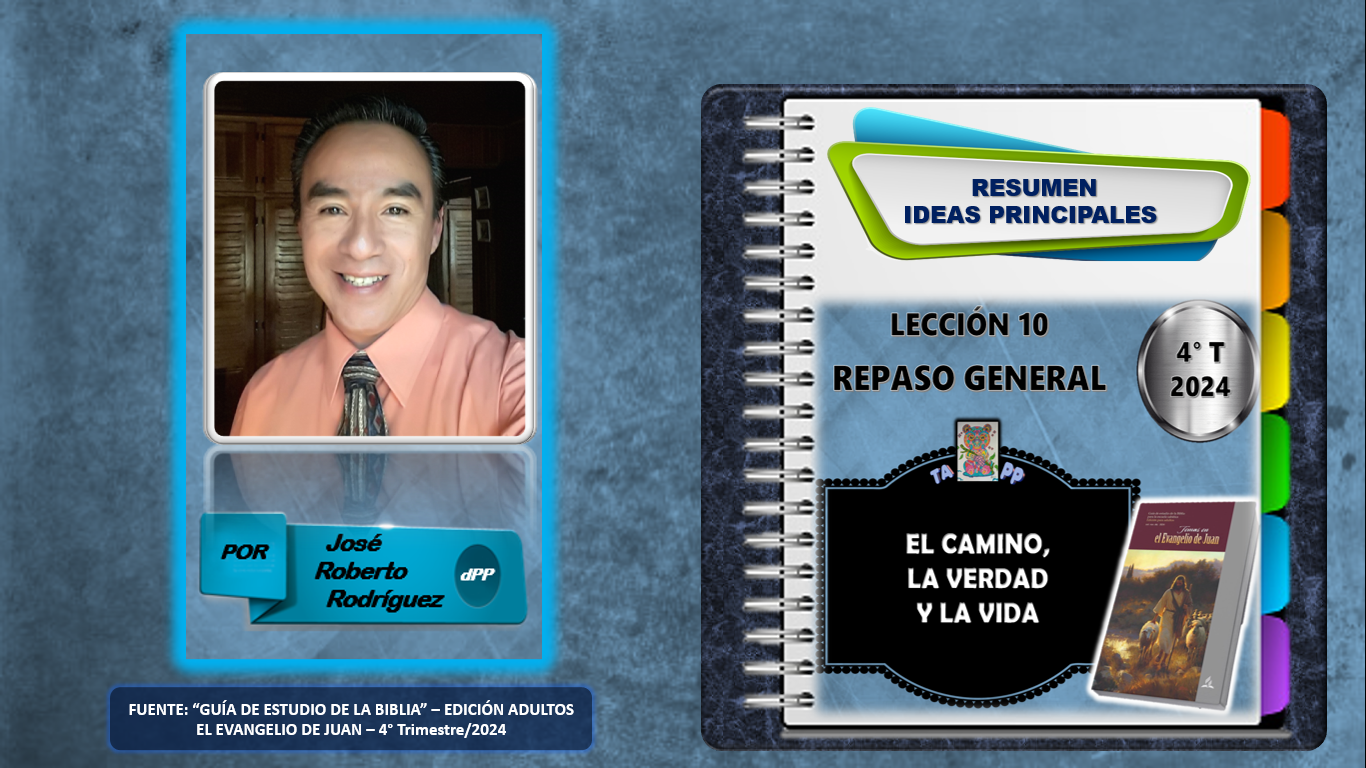 POR
José
Roberto
Rodríguez
dPP
FUENTE: “GUÍA DE ESTUDIO DE LA BIBLIA” – EDICIÓN ADULTOS
EL EVANGELIO DE JUAN – 4° Trimestre/2024
RESUMEN
IDEAS PRINCIPALES
LECCIÓN 10
REPASO GENERAL
4° T
2024
TA PP
EL CAMINO,
LA VERDAD
Y LA VIDA
Temas en
el Evangelio de Juan